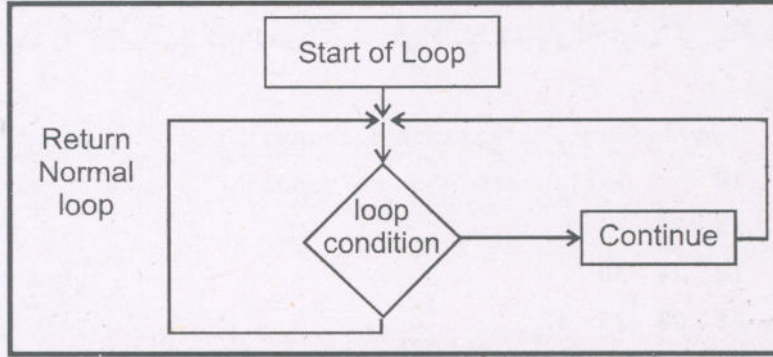 Start of Loop
Return
Normal
loop
loop
condition
Continue